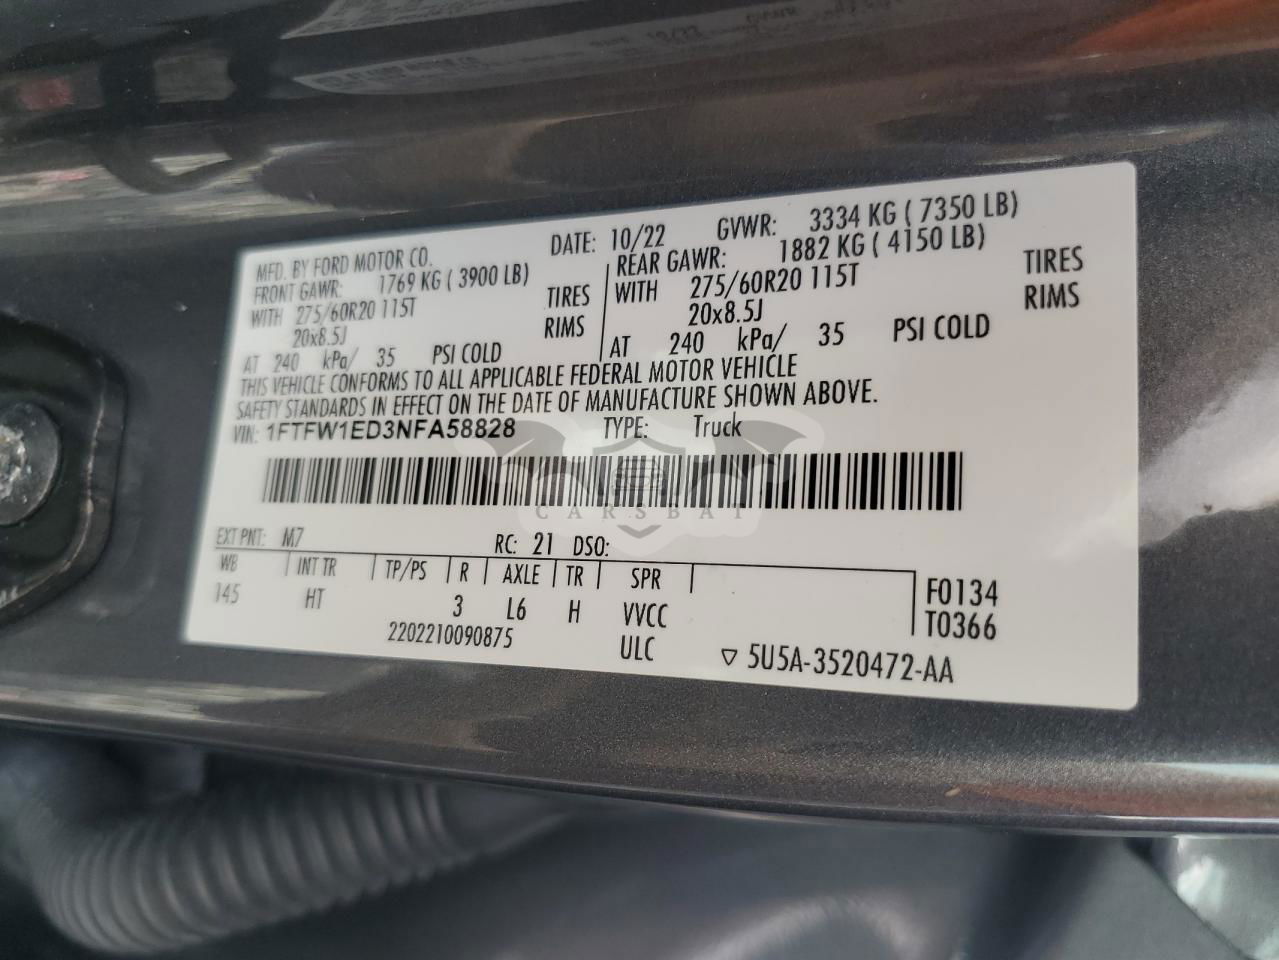 MFD. BY FORD MOTOR CO. DATE: 10/22 GVWR: 3334 KG ( 7350 LB)
FRONT GAWR: 1769 KG ( 3900 LB) REAR GAWR: 1882 KG ( 4150 LB)
WITH 275/60R20 115T TIRES WITH 275/60R20 115T TIRES
20x8.5J RIMS 20x8.5J RIMS
AT 240 kPa/ 35 PSI COLD AT 240 kPa/ 35 PSI COLD
THIS VEHICLE CONFORMS TO ALL APPLICABLE FEDERAL MOTOR VEHICLE
SAFETY STANDARDS IN EFFECT ON THE DATE OF MANUFACTURE SHOWN ABOVE.
VIN: 1FTFW1ED3NFA58828 TYPE: Truck
CARSBAT
EXT PNT: M7 RC: 21 DSO:
WB INT TR TP/PS R AXLE TR SPR F0134
145 HT 3 L6 H VVCC T0366
2202210090875 ULC ▽ 5U5A-3520472-AA